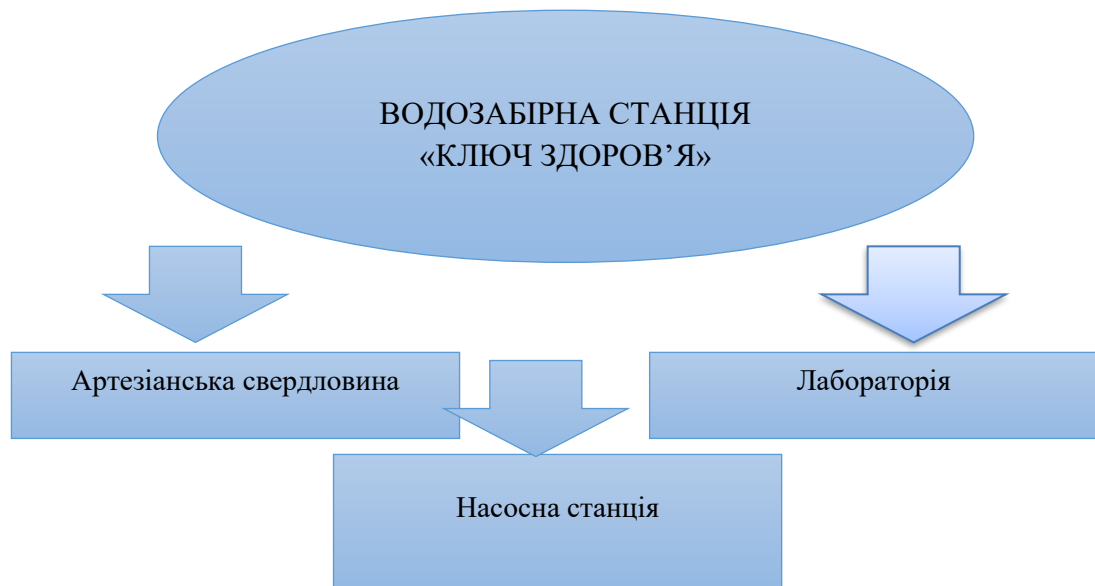 ВОДОЗАБІРНА СТАНЦІЯ
«КЛЮЧ ЗДОРОВ’Я»
Артезіанська свердловина
Лабораторія
Насосна станція